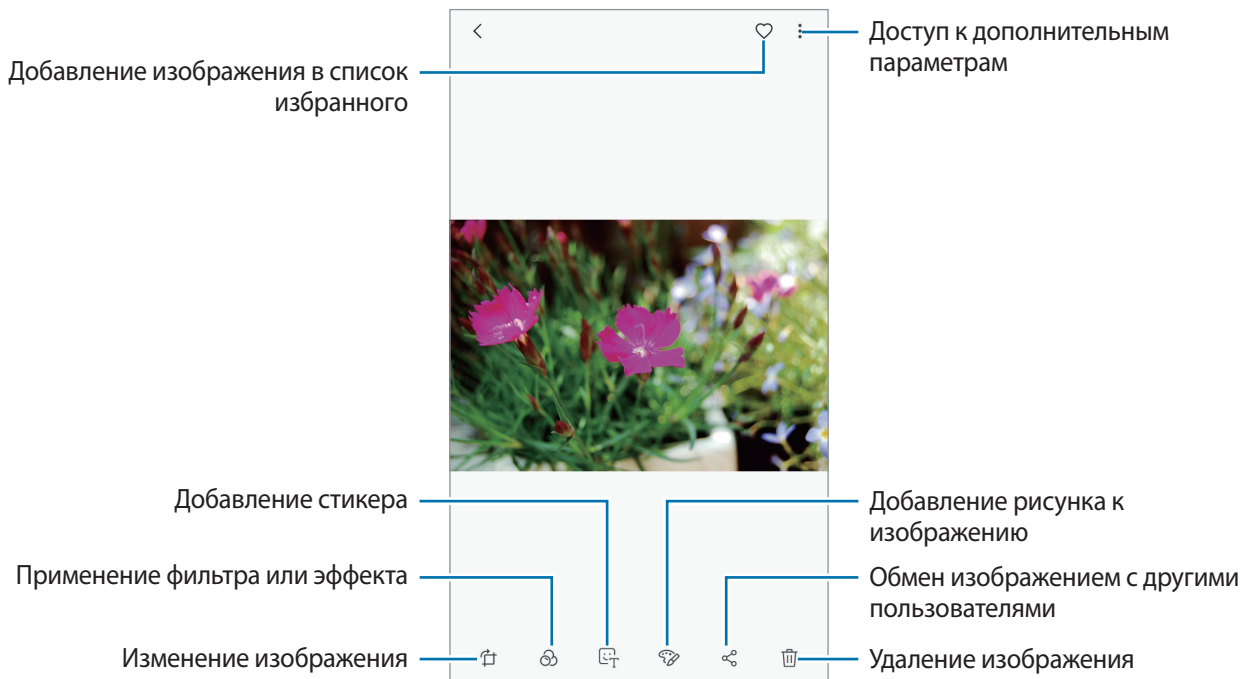 Добавление изображения в список
избранного
Доступ к дополнительным
параметрам
Добавление стикера
Добавление рисунка к
изображению
Применение фильтра или эффекта
Обмен изображением с другими
пользователями
Изменение изображения
Удаление изображения